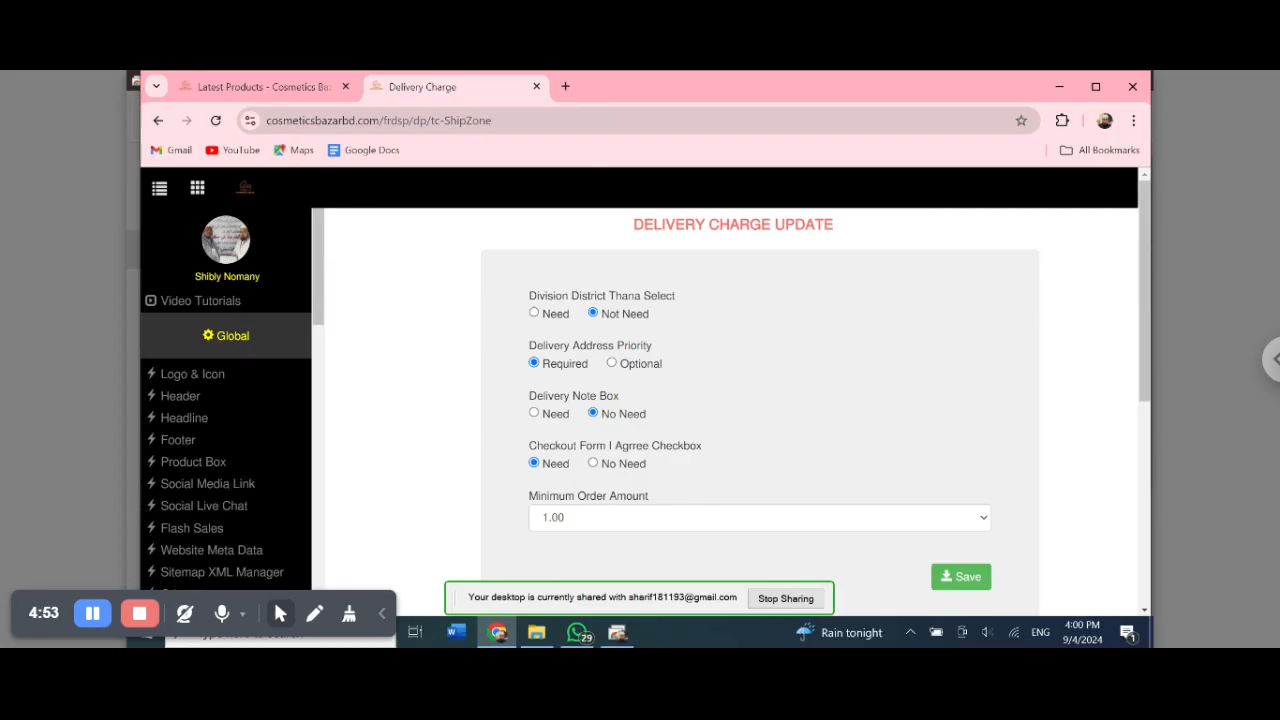 Latest Products - Cosmetics Ba
Delivery Charge
cosmeticsbazarbd.com/frdsp/dp/tc-ShipZone
Gmail
YouTube
Maps
Google Docs
All Bookmarks
Shibly Nomany
Video Tutorials
Global
Logo & Icon
Header
Headline
Footer
Product Box
Social Media Link
Social Live Chat
Flash Sales
Website Meta Data
Sitemap XML Manager
DELIVERY CHARGE UPDATE
Division District Thana Select
Need Not Need
Delivery Address Priority
Required Optional
Delivery Note Box
Need No Need
Checkout Form I Agrree Checkbox
Need No Need
Minimum Order Amount
1.00
Save
4:53
Your desktop is currently shared with sharif181193@gmail.com
Stop Sharing
29
Rain tonight
ENG
4:00 PM
9/4/2024
1